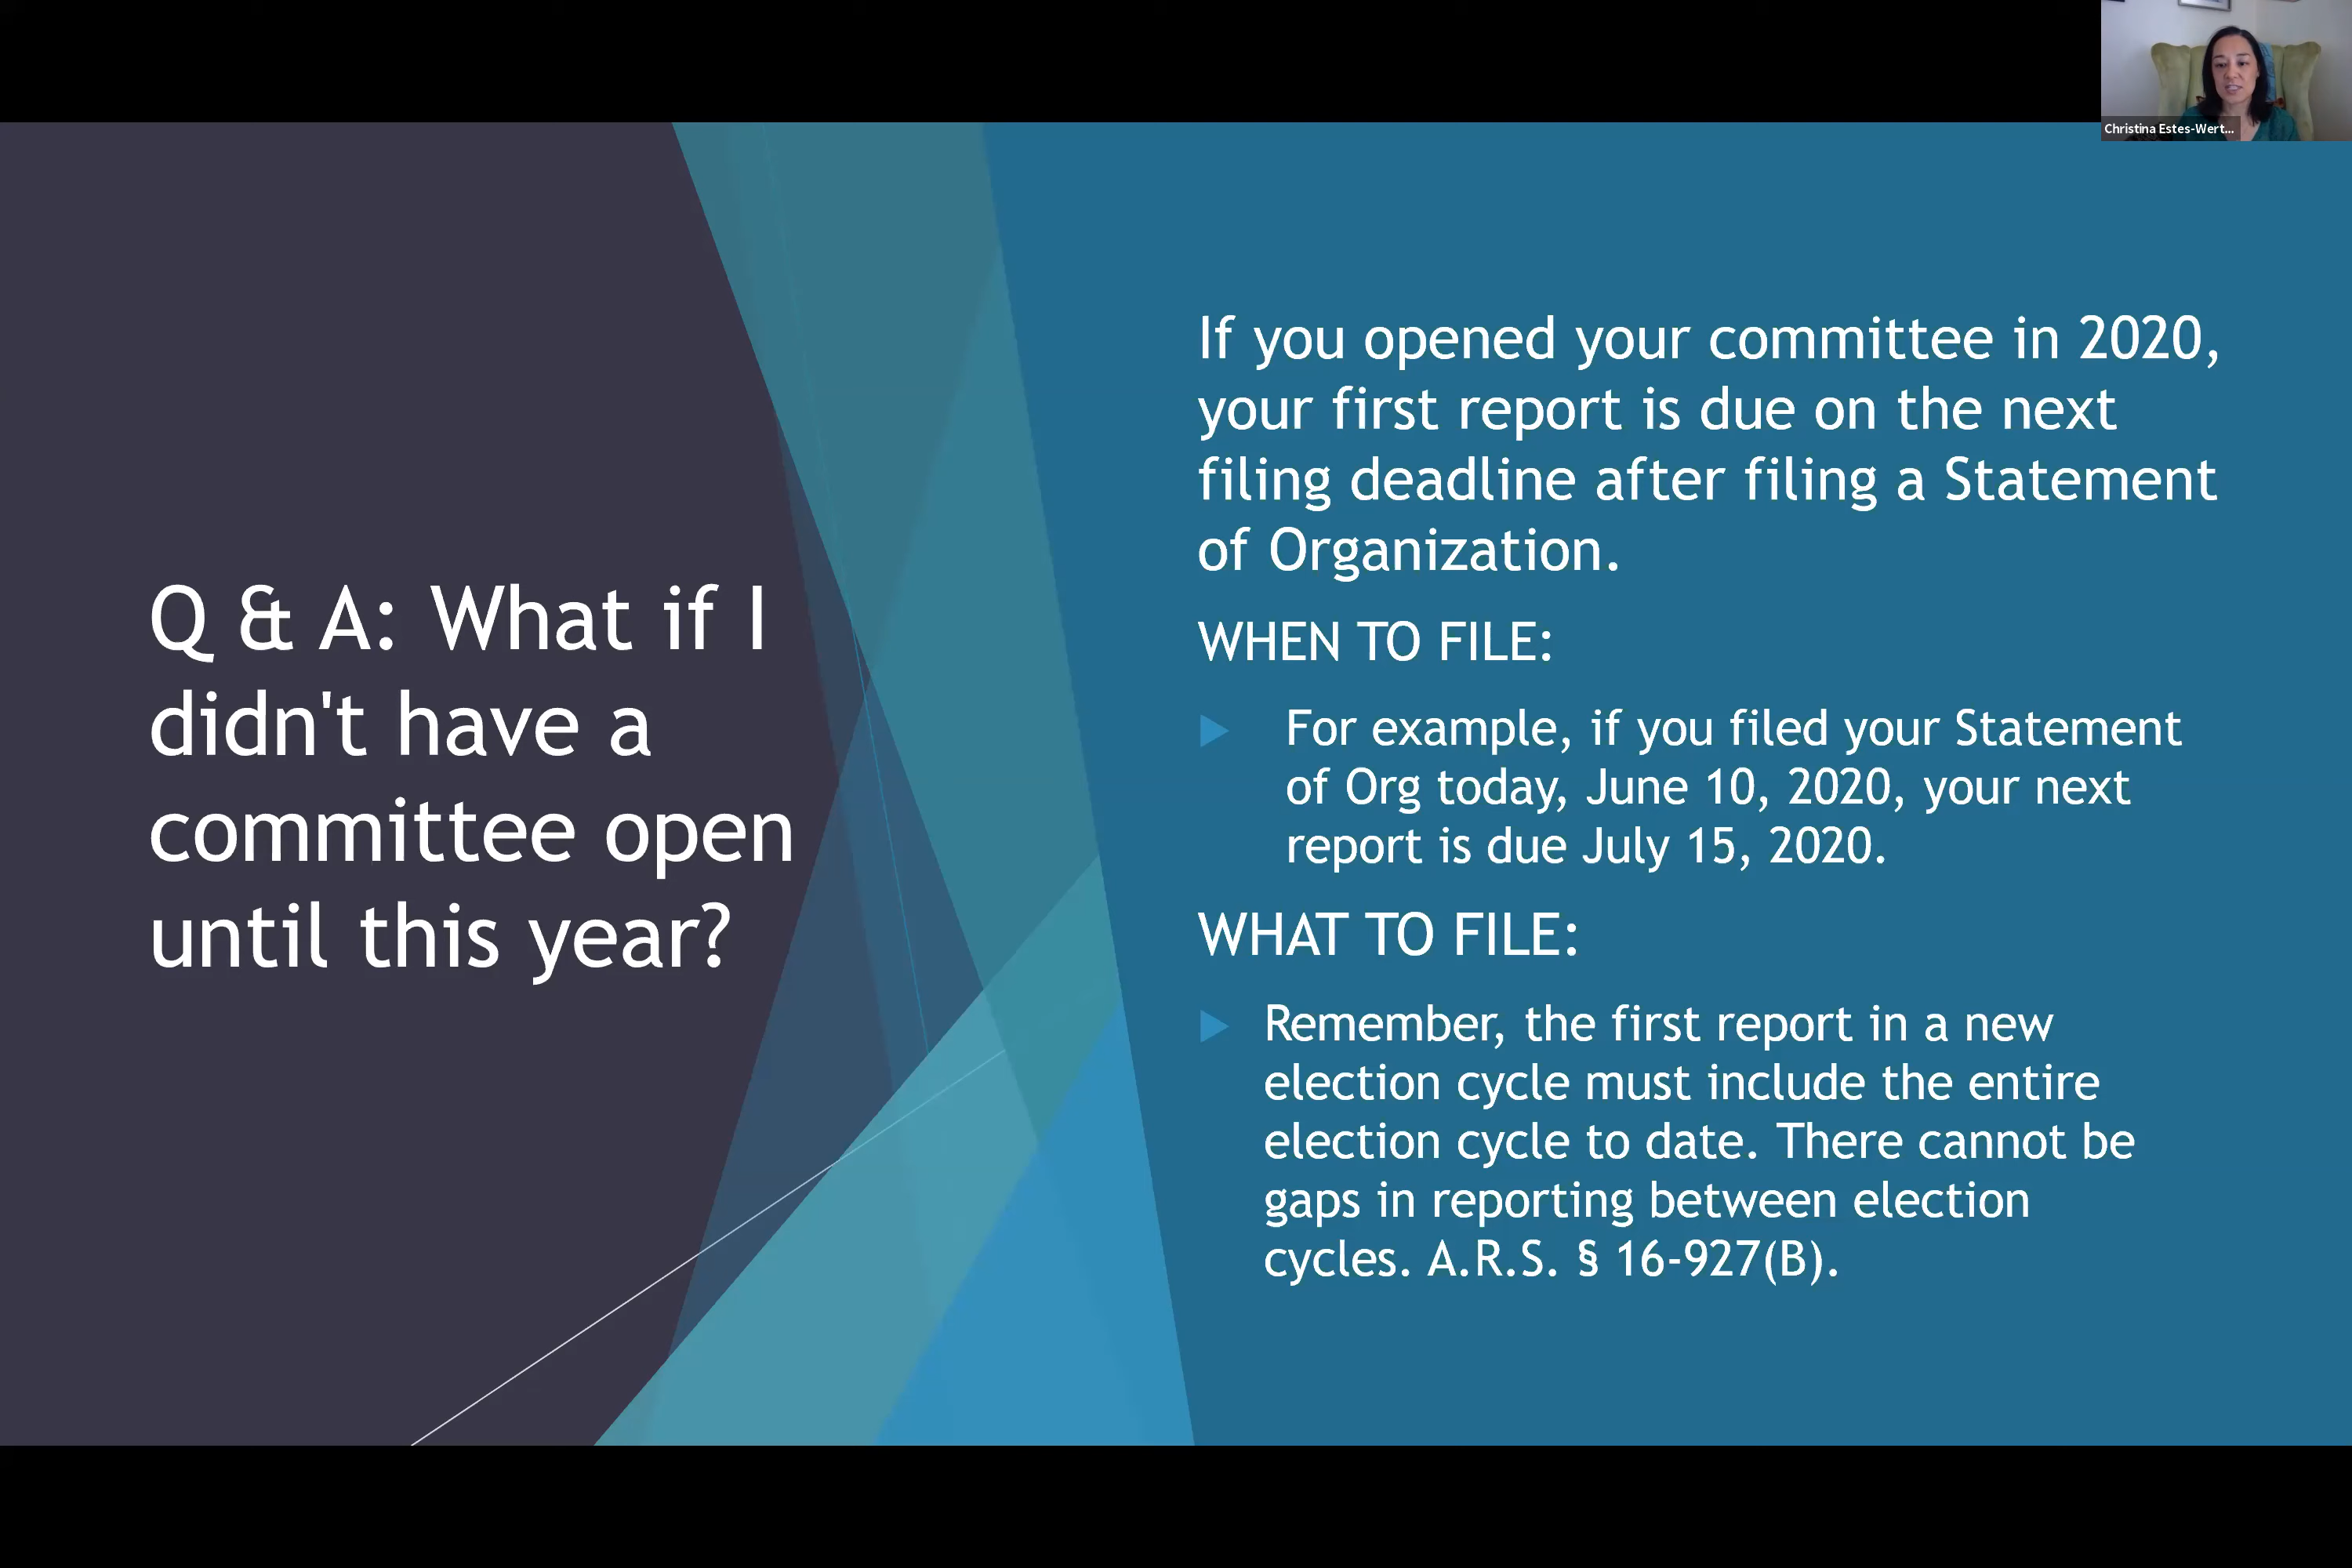 Christina Estes-Wert...
Q & A: What if I
didn't have a
committee open
until this year?
If you opened your committee in 2020,
your first report is due on the next
filing deadline after filing a Statement
of Organization.
WHEN TO FILE:
For example, if you filed your Statement
of Org today, June 10, 2020, your next
report is due July 15, 2020.
WHAT TO FILE:
Remember, the first report in a new
election cycle must include the entire
election cycle to date. There cannot be
gaps in reporting between election
cycles. A.R.S. § 16-927(B).